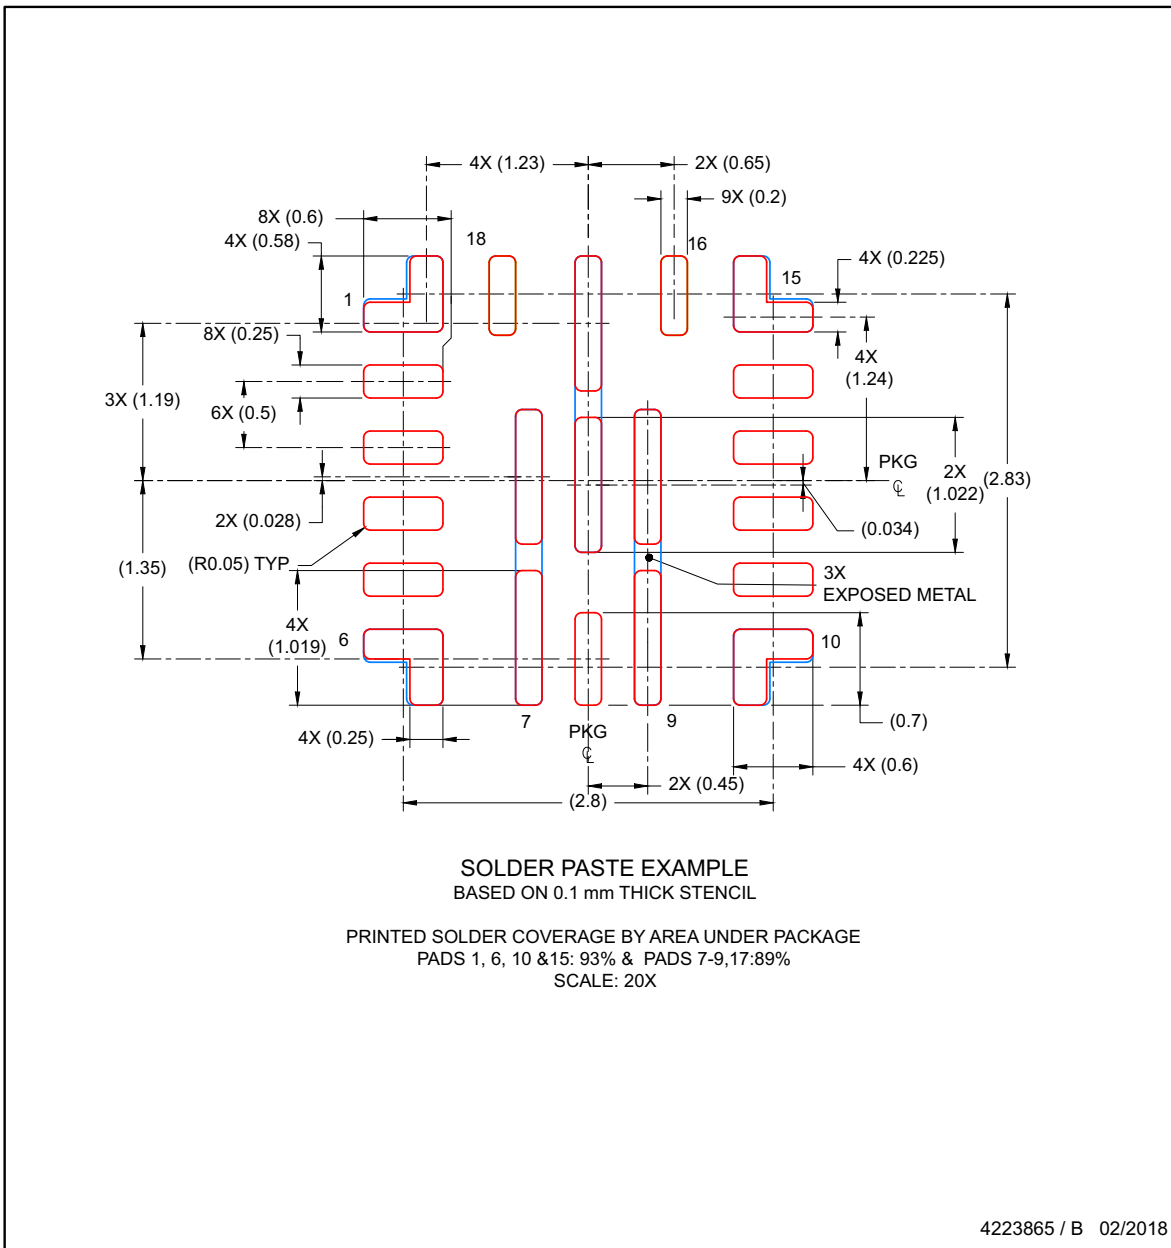 4X (1.23)
2X (0.65)
9X (0.2)
8X (0.6)
18
16
4X (0.58)
4X (0.225)
15
1
8X (0.25)
4X
(1.24)
3X (1.19)
6X (0.5)
PKG
2X
(1.022)
(2.83)
2X (0.028)
(0.034)
(1.35)
(R0.05) TYP
3X
EXPOSED METAL
4X
(1.019)
6
10
7
9
(0.7)
PKG
4X (0.25)
4X (0.6)
2X (0.45)
(2.8)
SOLDER PASTE EXAMPLE
BASED ON 0.1 mm THICK STENCIL
PRINTED SOLDER COVERAGE BY AREA UNDER PACKAGE
PADS 1, 6, 10 &15: 93% & PADS 7-9,17:89%
SCALE: 20X
4223865 / B 02/2018